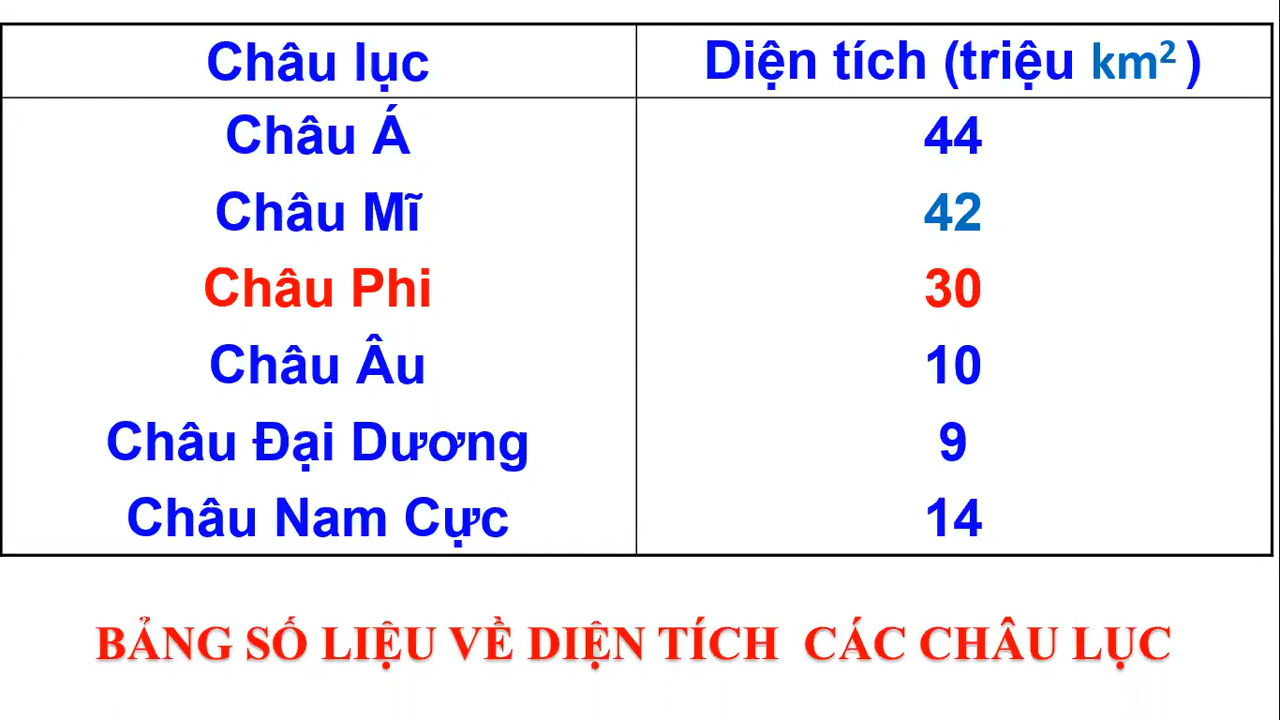 Châu lục Diện tích (triệu km²)
Châu Á 44
Châu Mĩ 42
Châu Phi 30
Châu Âu 10
Châu Đại Dương 9
Châu Nam Cực 14
BẢNG SỐ LIỆU VỀ DIỆN TÍCH CÁC CHÂU LỤC